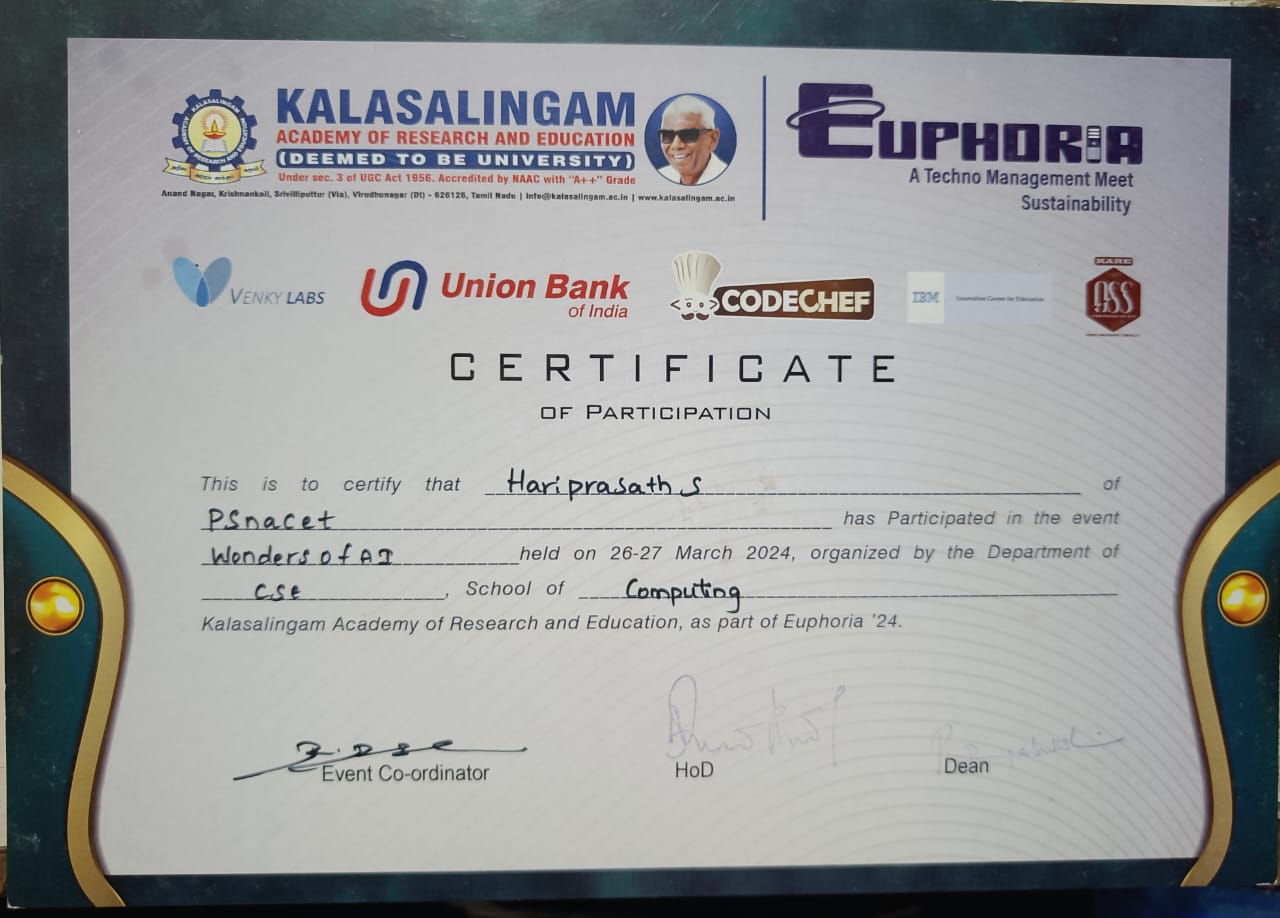 KALASALINGAM
ACADEMY OF RESEARCH AND EDUCATION
(DEEMED TO BE UNIVERSITY)
Under sec. 3 of UGC Act 1956. Accredited by NAAC with "A++" Grade
Anand Nagar, Krishnankoil, Srivilliputtur (Via), Virudhunagar (Dt) - 626126, Tamil Nadu | info@kalasalingam.ac.in | www.kalasalingam.ac.in
EUPHORIA
A Techno Management Meet
Sustainability
VENKY LABS
Union Bank
of India
CODECHEF
IBM
Innovation Center for Education
KARE
CERTIFICATE
OF PARTICIPATION
This is to certify that Hariprasath S of
PSnacet has Participated in the event
Wonders of AI held on 26-27 March 2024, organized by the Department of
CSE, School of Computing
Kalasalingam Academy of Research and Education, as part of Euphoria '24.
Event Co-ordinator
HoD
Dean